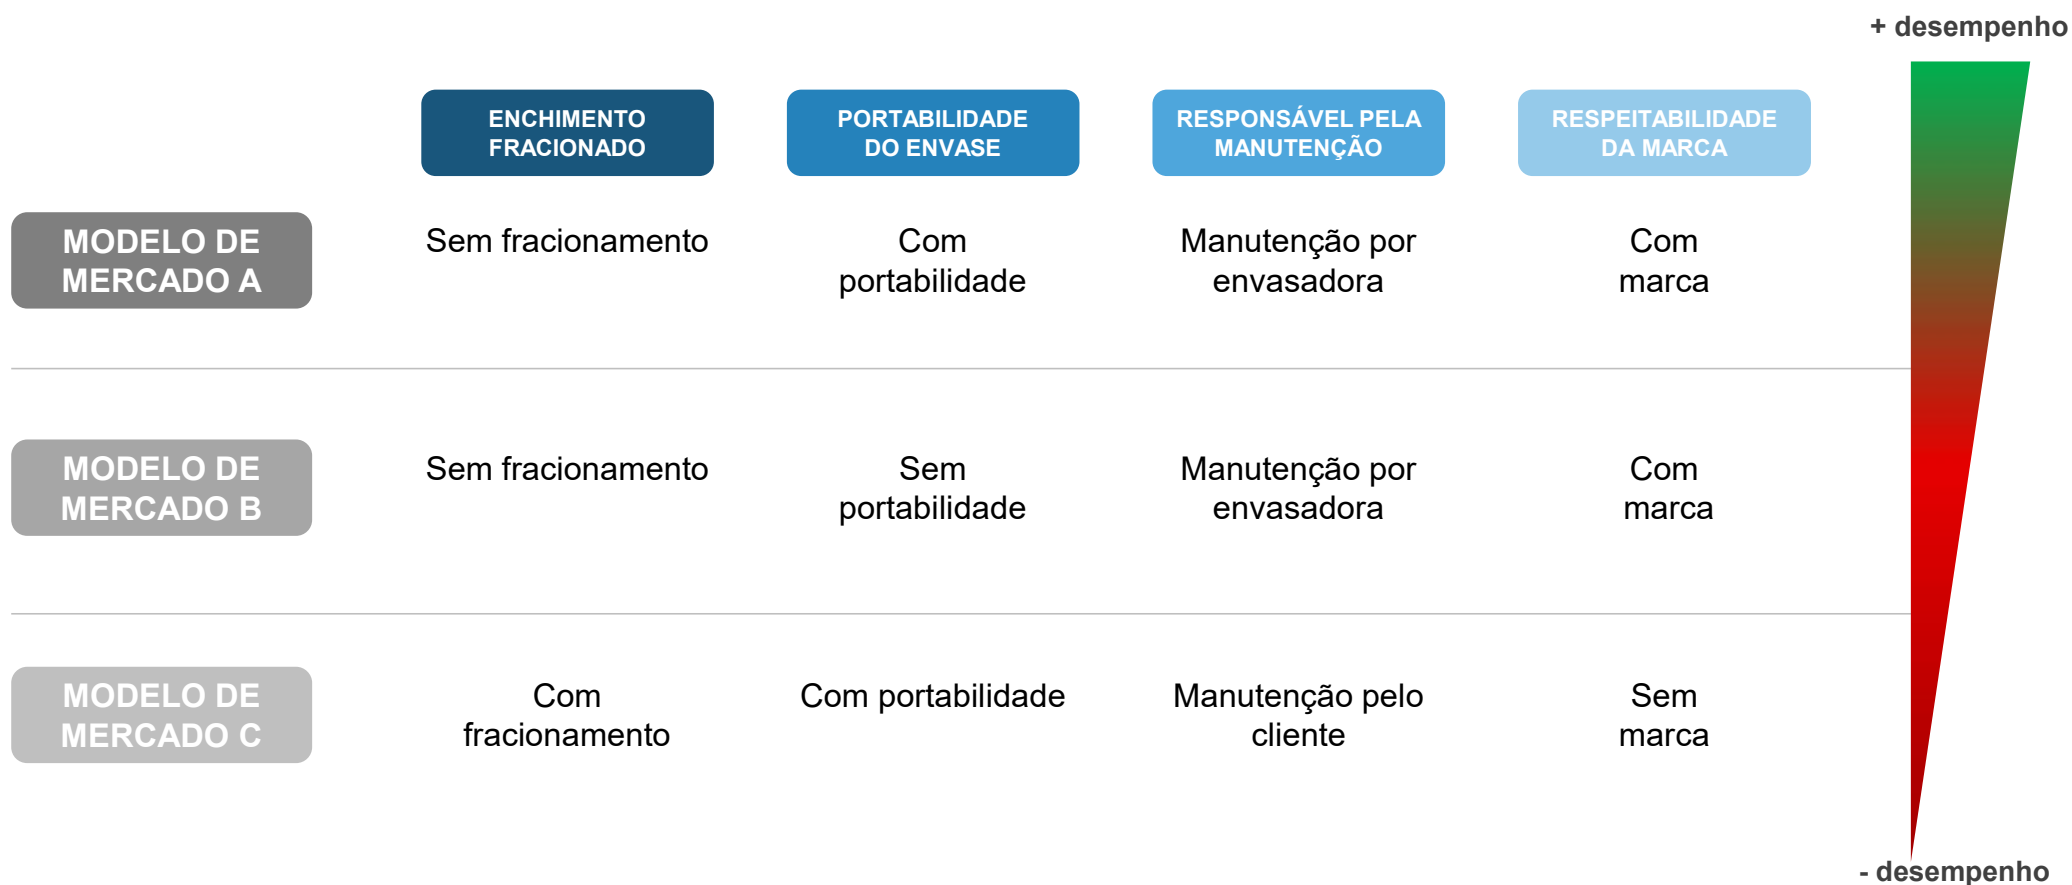 + desempenho
ENCHIMENTO
FRACIONADO
PORTABILIDADE
DO ENVASE
RESPONSÁVEL PELA
MANUTENÇÃO
RESPEITABILIDADE
DA MARCA
MODELO DE
MERCADO A
Sem fracionamento
Com
portabilidade
Manutenção por
envasadora
Com
marca
MODELO DE
MERCADO B
Sem fracionamento
Sem
portabilidade
Manutenção por
envasadora
Com
marca
MODELO DE
MERCADO C
Com
fracionamento
Com portabilidade
Manutenção pelo
cliente
Sem
marca
- desempenho